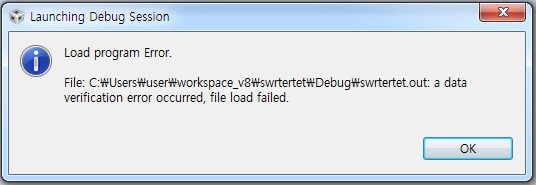 Launching Debug Session
Load program Error.
File: C:₩Users₩user₩workspace_v8₩swrtertet₩Debug₩swrtertet.out: a data
verification error occurred, file load failed.
OK